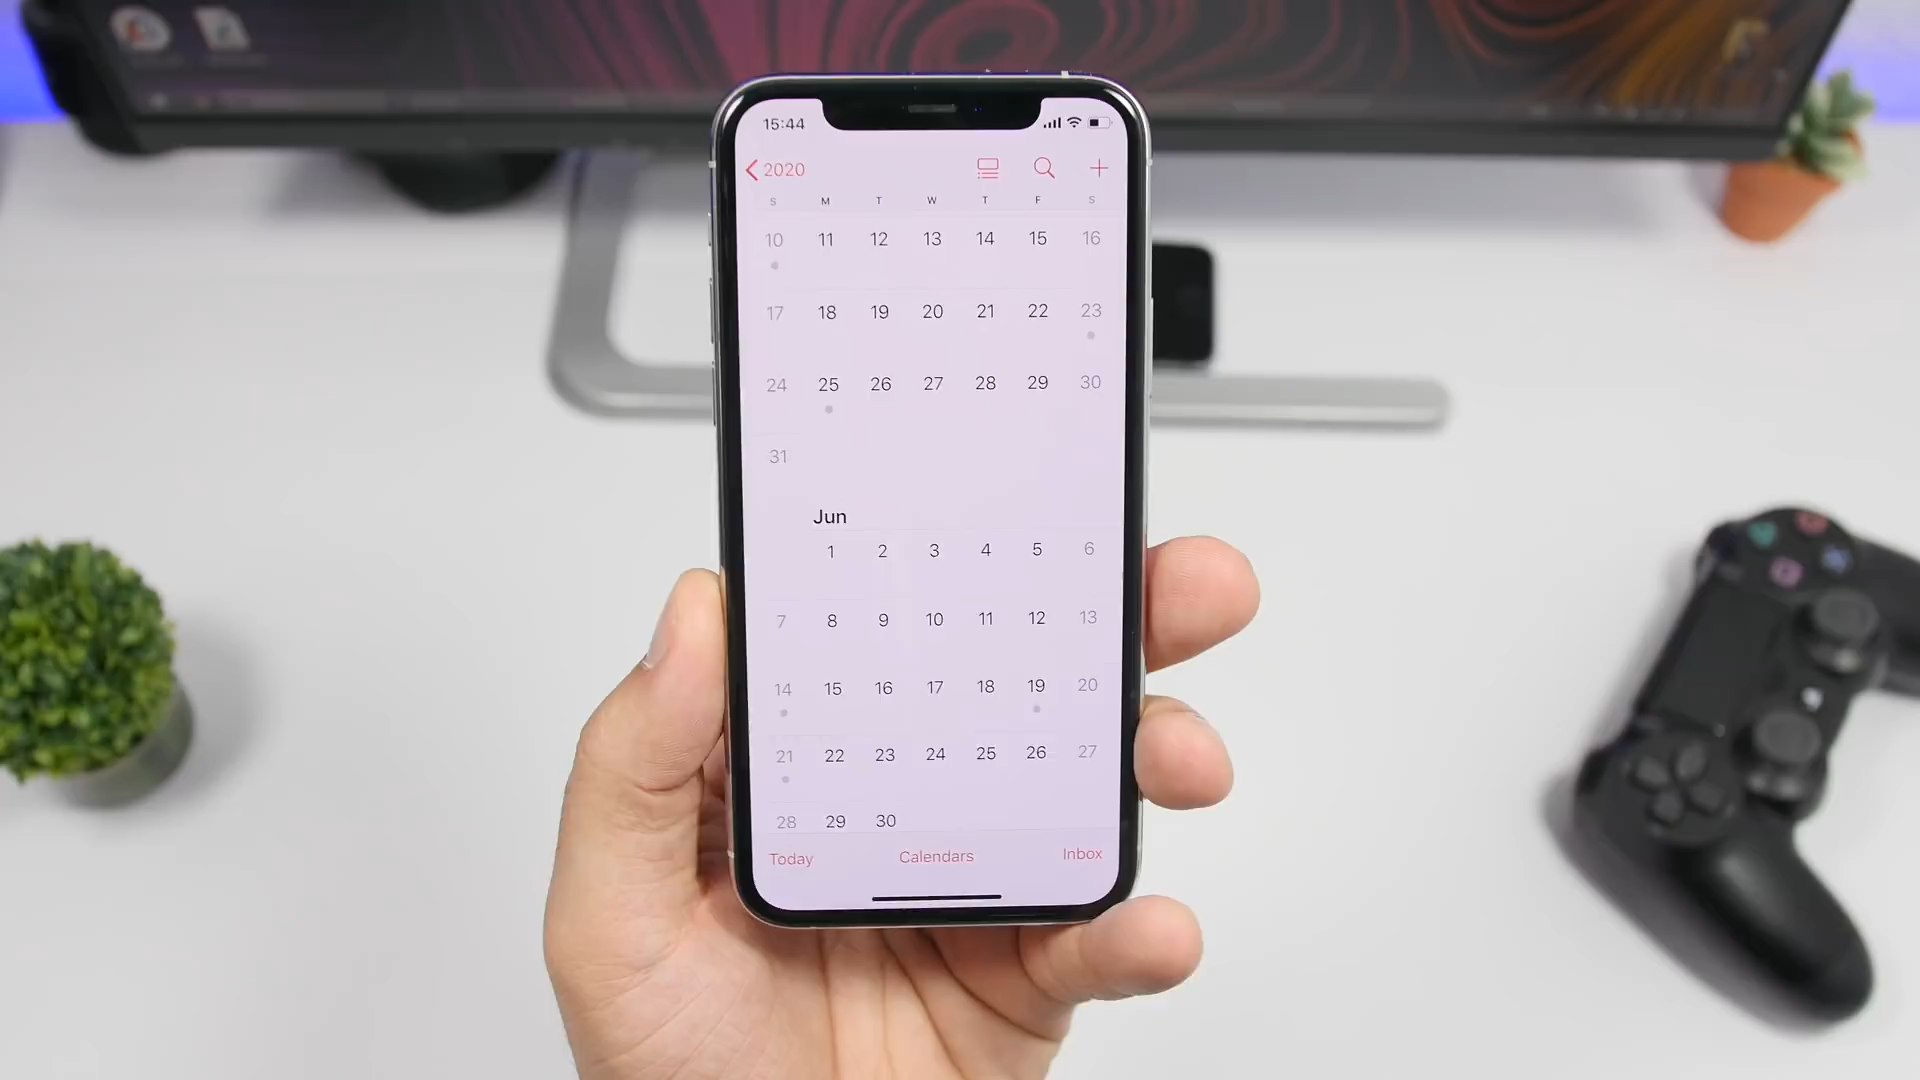 15:44
2020
S M T W T F S
10 11 12 13 14 15 16
17 18 19 20 21 22 23
24 25 26 27 28 29 30
31
Jun
1 2 3 4 5 6
7 8 9 10 11 12 13
14 15 16 17 18 19 20
21 22 23 24 25 26 27
28 29 30
Today Calendars Inbox